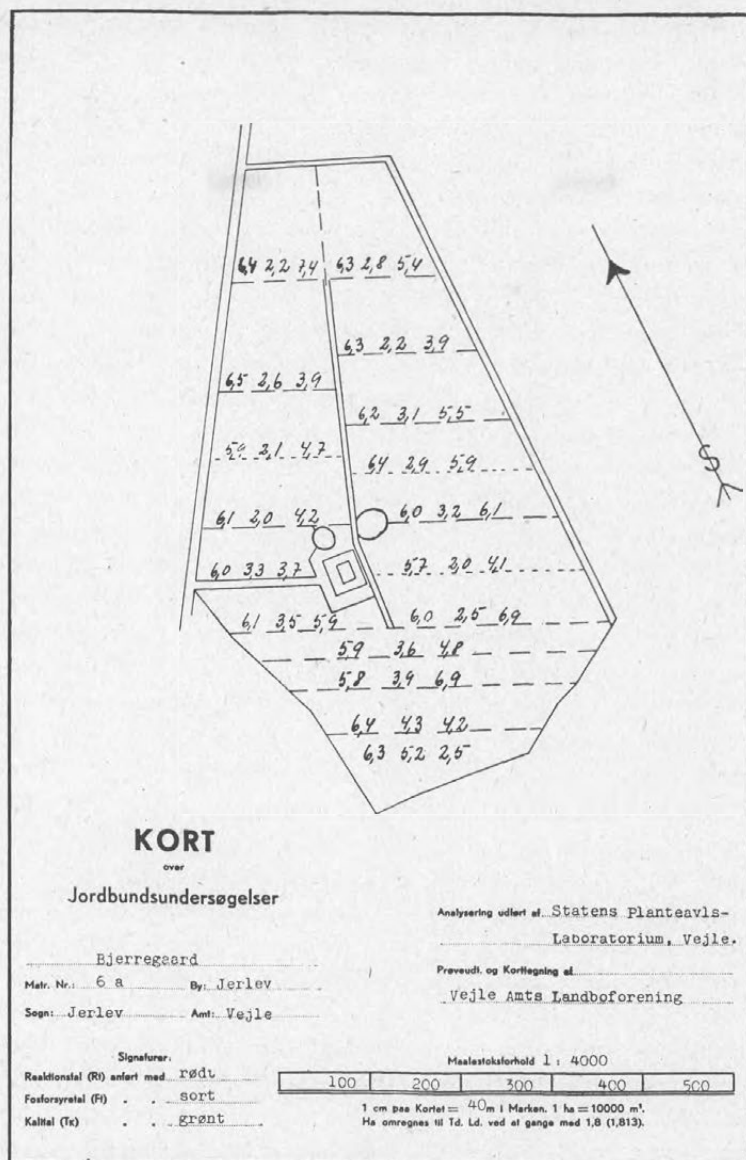 6,4 2,2 7,4 6,3 2,8 5,4
6,3 2,2 3,9
6,5 2,6 3,9
6,2 3,1 5,5
5,9 2,1 4,7
6,4 2,9 5,9
6,1 2,0 4,2 6,0 3,2 6,1
6,0 3,3 3,7 5,7 2,0 4,1
6,1 3,5 5,9 6,0 2,5 6,9
5,9 3,6 4,8
5,8 3,9 6,9
6,4 4,3 4,2
6,3 5,2 2,5
S
KORT
over
Jordbundsundersøgelser
Bjerregaard
Matr. Nr.: 6 a By: Jerlev
Sogn: Jerlev Amt: Vejle
Analysering udført af Statens Planteavls-
Laboratorium, Vejle.
Prøveudt. og Kortlegning af
Vejle Amts Landboforening
Signaturer:
Reaktionstal (Rt) anført med rødt
Fosforsyretal (Ft) . . sort
Kalital (Tk) . . grønt
Maalestoksforhold 1 : 4000
100 200 300 400 500
1 cm paa Kortet = 40 m i Marken. 1 ha = 10000 m².
Ha omregnes til Td. Ld. ved at gange med 1,8 (1,813).